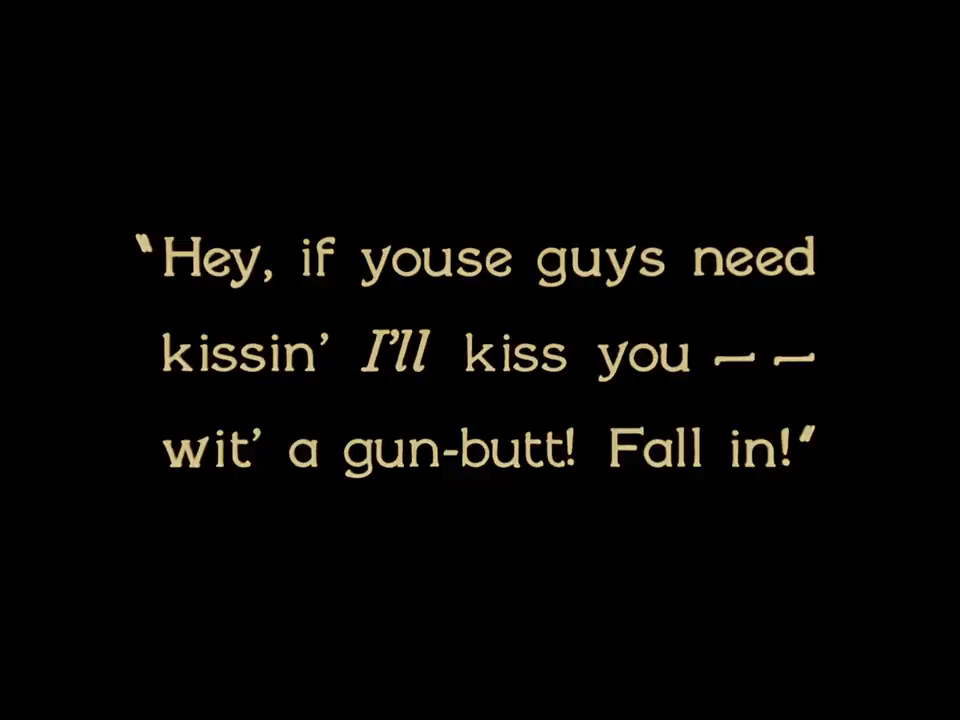 "Hey, if youse guys need
kissin' I'll kiss you — —
wit' a gun-butt! Fall in!"